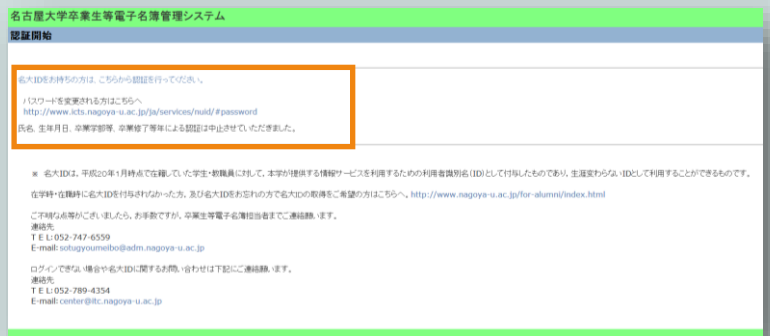 名古屋大学卒業生等電子名簿管理システム
認証開始
名大IDをお持ちの方は、こちらから認証を行ってください。
パスワードを変更される方はこちらへ
http://www.icts.nagoya-u.ac.jp/ja/services/nuid/#password
氏名、生年月日、卒業学部等、卒業修了等年による認証は中止させていただきました。
※ 名大IDは、平成20年1月時点で在籍していた学生・教職員に対して、本学が提供する情報サービスを利用するための利用者識別名(ID)として付与したものであり、生涯変わらないIDとして利用することができるものです。
在学時・在職時に名大IDを付与されなかった方、及び名大IDをお忘れの方で名大IDの取得をご希望の方はこちらへ。http://www.nagoya-u.ac.jp/for-alumni/index.html
ご不明な点等がございましたら、お手数ですが、卒業生等電子名簿担当者までご連絡願います。
連絡先
TEL:052-747-6559
E-mail:sotugyoumeibo@adm.nagoya-u.ac.jp
ログインできない場合や名大IDに関するお問い合わせは下記にご連絡願います。
連絡先
TEL:052-789-4354
E-mail:center@itc.nagoya-u.ac.jp